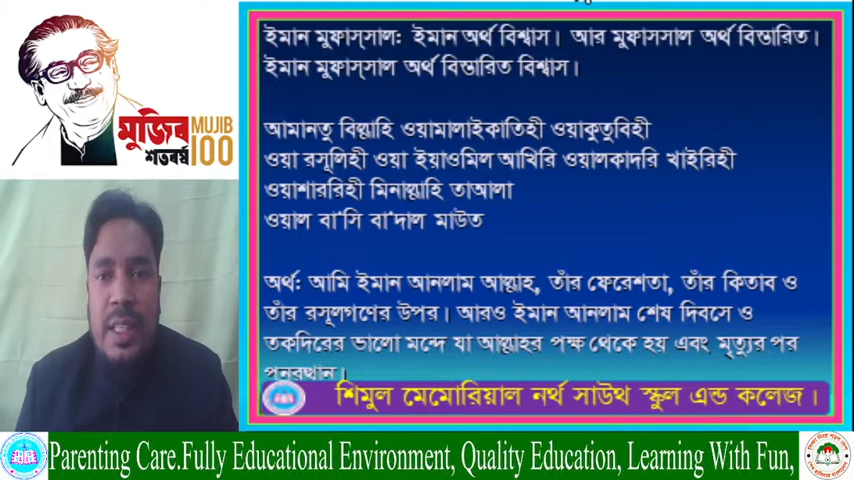 ইমান মুফাস্সাল: ইমান অর্থ বিশ্বাস। আর মুফাসসাল অর্থ বিস্তারিত।
ইমান মুফাস্সাল অর্থ বিস্তারিত বিশ্বাস।
আমানতু বিল্লাহি ওয়ামালাইকাতিহী ওয়াকুতুবিহী
ওয়া রসূলিহী ওয়া ইয়াওমিল আখিরি ওয়ালকাদরি খাইরিহী
ওয়াশাররিহী মিনাল্লাহি তাআলা
ওয়াল বা'সি বা'দাল মাউত
অর্থ: আমি ইমান আনলাম আল্লাহ, তাঁর ফেরেশতা, তাঁর কিতাব ও
তাঁর রসূলগণের উপর। আরও ইমান আনলাম শেষ দিবসে ও
তকদিরের ভালো মন্দে যা আল্লাহর পক্ষ থেকে হয় এবং মৃত্যুর পর
পুনরুত্থান।
মুজিব
শতবর্ষ
MUJIB
100
শিমুল মেমোরিয়াল নর্থ সাউথ স্কুল এন্ড কলেজ।
Parenting Care.Fully Educational Environment, Quality Education, Learning With Fun,